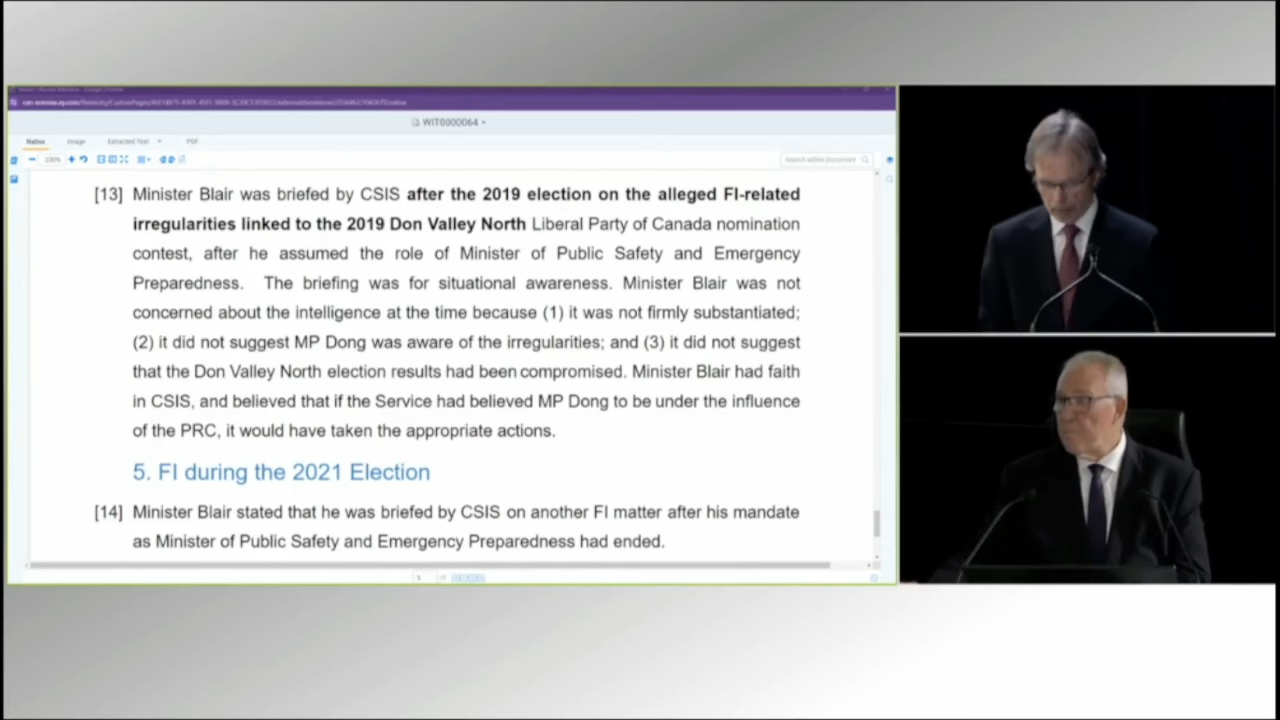 WIT0000064
Native Image Extracted Text PDF
Search within document
[13] Minister Blair was briefed by CSIS after the 2019 election on the alleged FI-related
irregularities linked to the 2019 Don Valley North Liberal Party of Canada nomination
contest, after he assumed the role of Minister of Public Safety and Emergency
Preparedness. The briefing was for situational awareness. Minister Blair was not
concerned about the intelligence at the time because (1) it was not firmly substantiated;
(2) it did not suggest MP Dong was aware of the irregularities; and (3) it did not suggest
that the Don Valley North election results had been compromised. Minister Blair had faith
in CSIS, and believed that if the Service had believed MP Dong to be under the influence
of the PRC, it would have taken the appropriate actions.
5. FI during the 2021 Election
[14] Minister Blair stated that he was briefed by CSIS on another FI matter after his mandate
as Minister of Public Safety and Emergency Preparedness had ended.